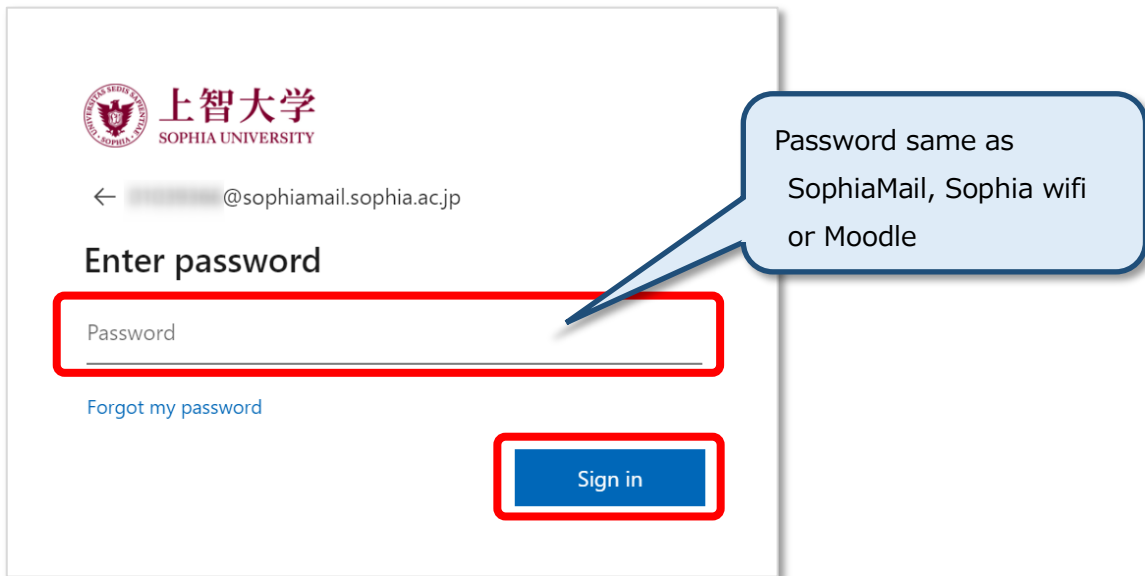 上智大学
SOPHIA UNIVERSITY
← @sophiamail.sophia.ac.jp
Enter password
Password
Forgot my password
Sign in
Password same as
SophiaMail, Sophia wifi
or Moodle